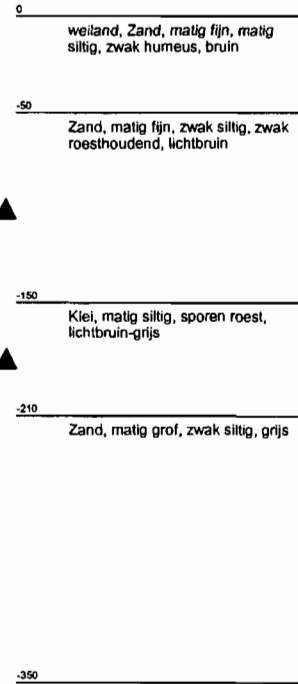 0
weiland, Zand, matig fijn, matig
siltig, zwak humeus, bruin
-50
Zand, matig fijn, zwak siltig, zwak
roesthoudend, lichtbruin
-150
Klei, matig siltig, sporen roest,
lichtbruin-grijs
-210
Zand, matig grof, zwak siltig, grijs
-350